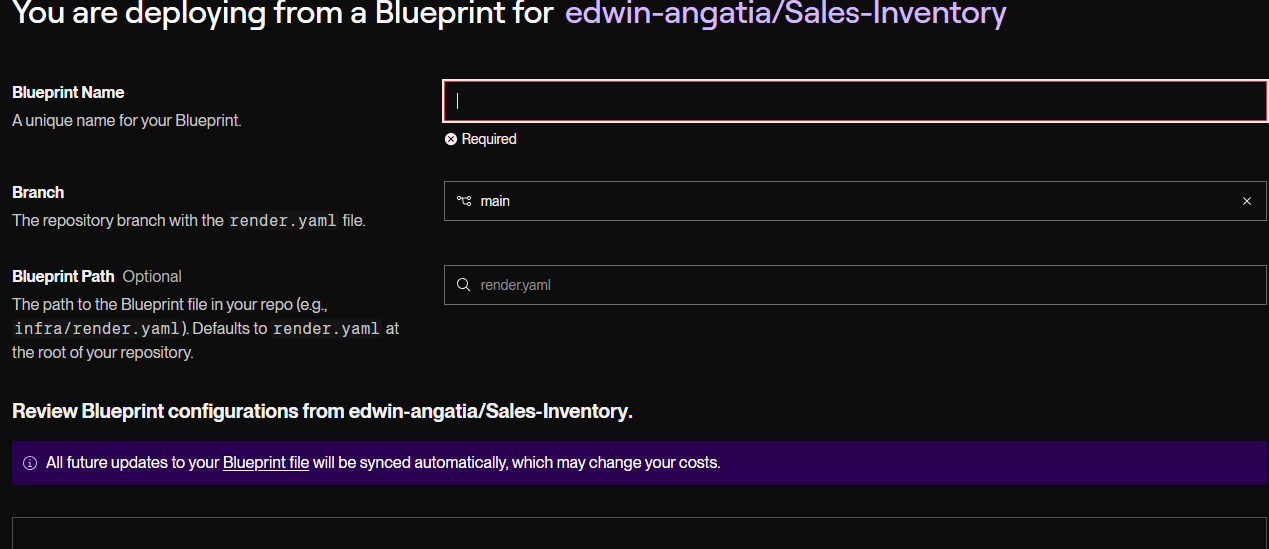 You are deploying from a Blueprint for edwin-angatia/Sales-Inventory
Blueprint Name
A unique name for your Blueprint.
Required
Branch
The repository branch with the render.yaml file.
main
Blueprint Path Optional
The path to the Blueprint file in your repo (e.g.,
infra/render.yaml). Defaults to render.yaml at
the root of your repository.
render.yaml
Review Blueprint configurations from edwin-angatia/Sales-Inventory.
All future updates to your Blueprint file will be synced automatically, which may change your costs.